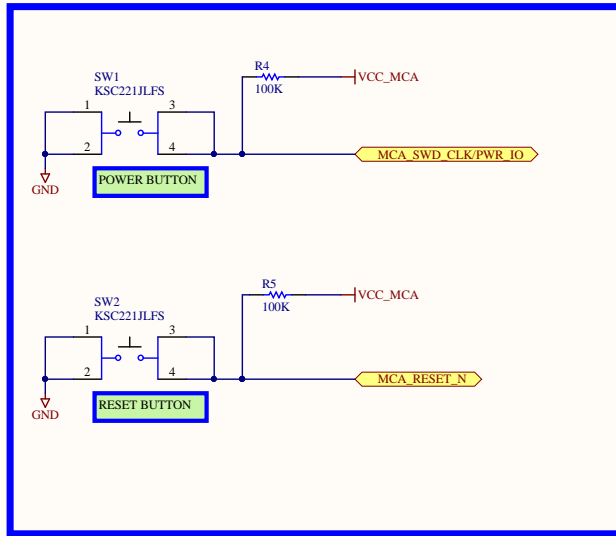 R4
VCC_MCA
100K
SW1
KSC221JLFS
1
3
2
4
MCA_SWD_CLK/PWR_IO
GND
POWER BUTTON
R5
VCC_MCA
100K
SW2
KSC221JLFS
1
3
2
4
MCA_RESET_N
GND
RESET BUTTON